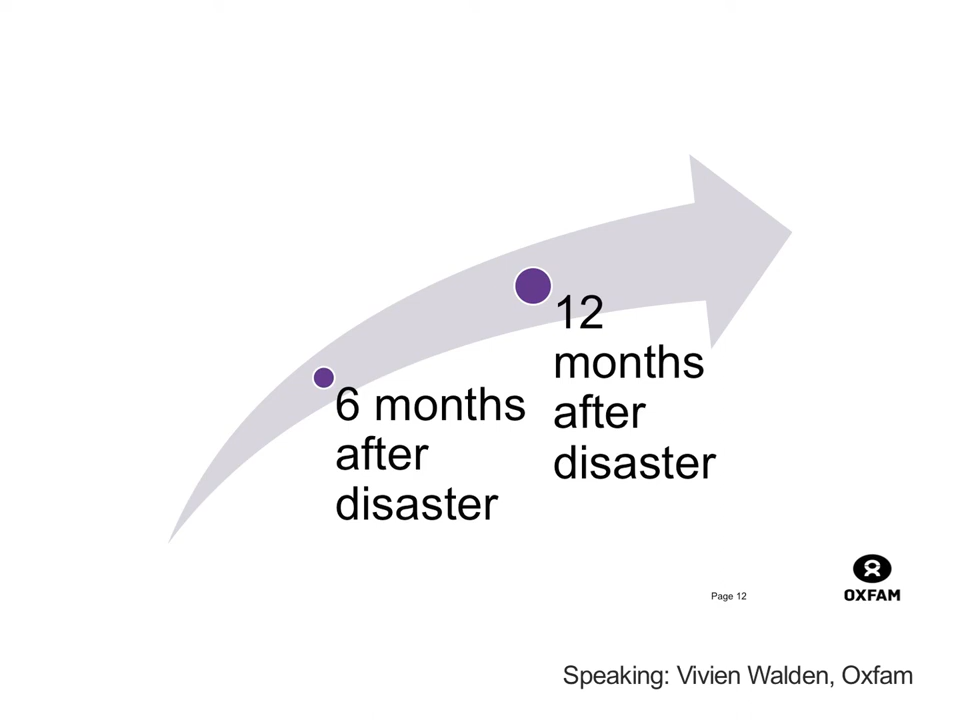 6 months
after
disaster
12
months
after
disaster
Page 12
OXFAM
Speaking: Vivien Walden, Oxfam